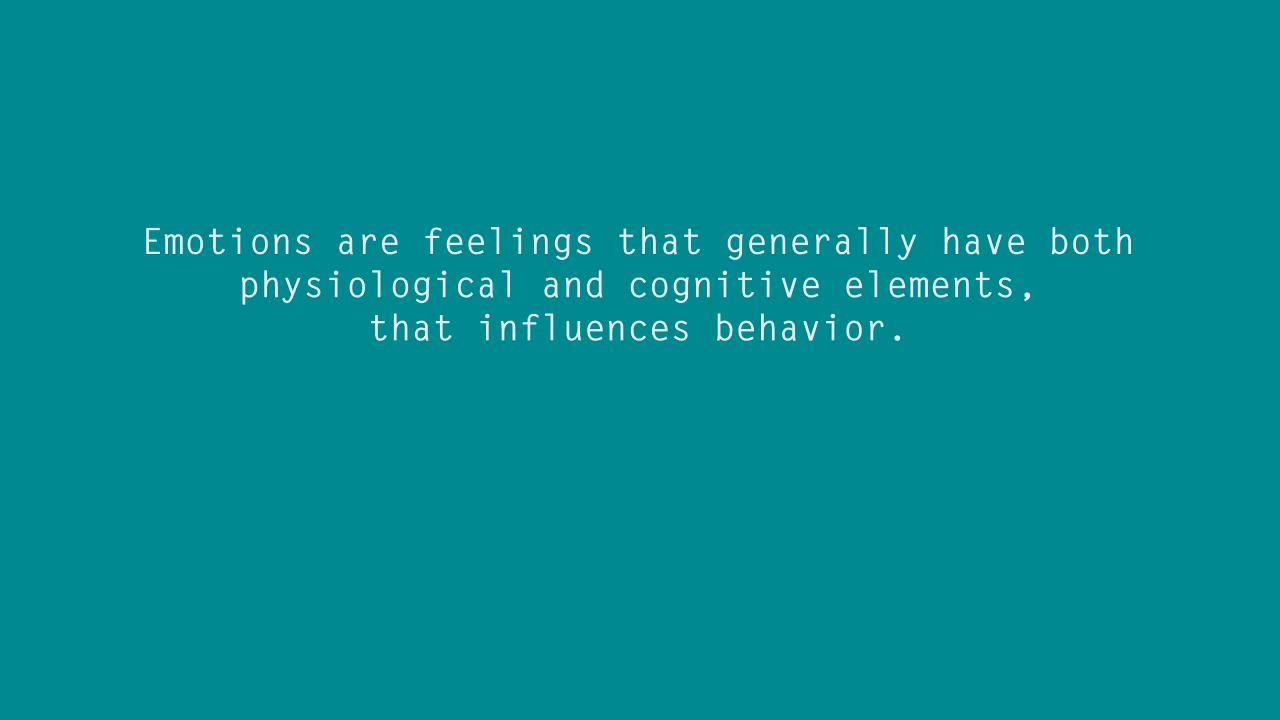 Emotions are feelings that generally have both
physiological and cognitive elements,
that influences behavior.